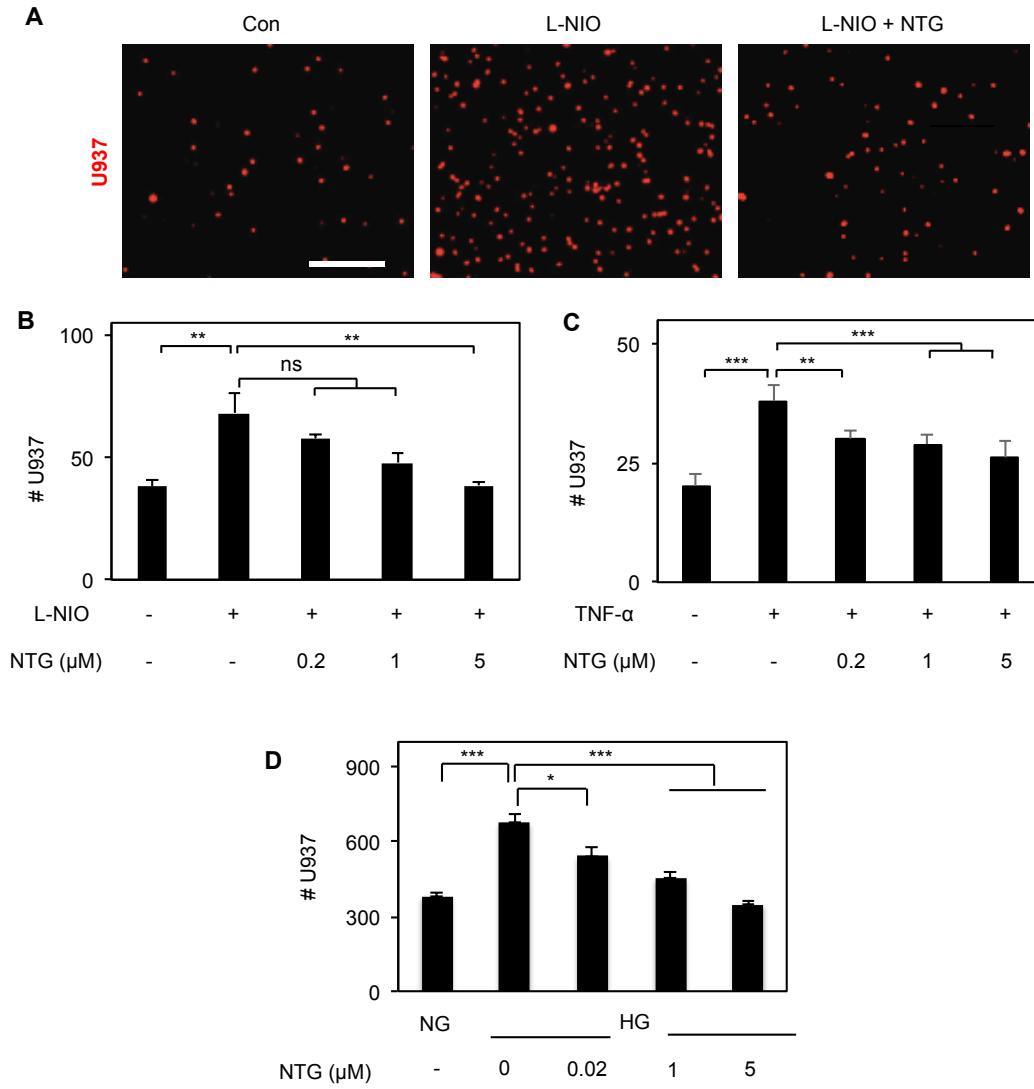 A
Con L-NIO L-NIO + NTG
U937
B
# U937
100
50
0
** **
ns
L-NIO - + + + +
NTG (µM) - - 0.2 1 5
C
# U937
50
25
0
***
*** **
TNF-α - + + + +
NTG (µM) - - 0.2 1 5
D
# U937
900
600
300
0
*** ***
*
NG HG
NTG (µM) - 0 0.02 1 5